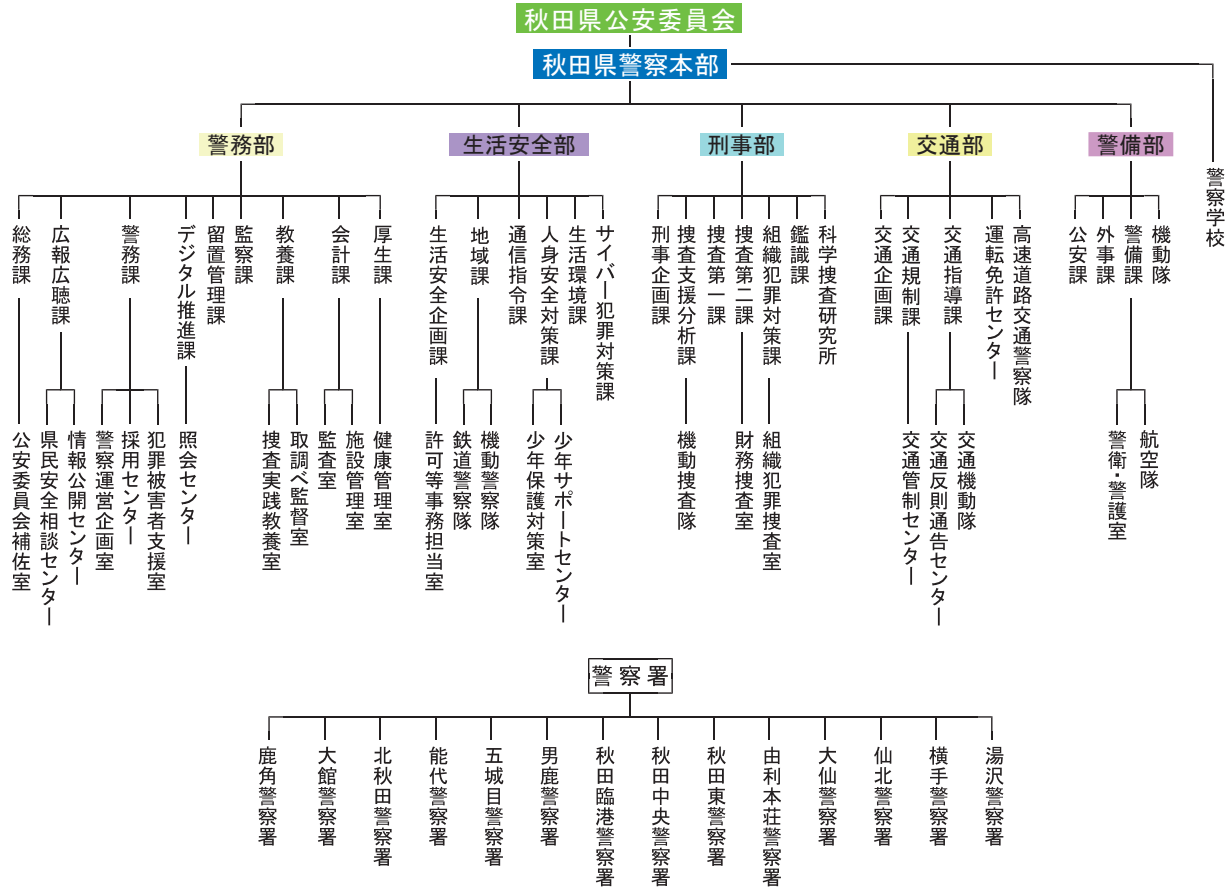 秋田県公安委員会
秋田県警察本部
警務部
生活安全部
刑事部
交通部
警備部
警察学校
総務課
広報広聴課
警務課
デジタル推進課
留置管理課
監察課
教養課
会計課
厚生課
生活安全企画課
地域課
通信指令課
人身安全対策課
生活環境課
サイバー犯罪対策課
刑事企画課
捜査支援分析課
捜査第一課
捜査第二課
組織犯罪対策課
鑑識課
科学捜査研究所
交通企画課
交通規制課
交通指導課
運転免許センター
高速道路交通警察隊
公安課
外事課
警備課
機動隊
公安委員会補佐室
県民安全相談センター
情報公開センター
警察運営企画室
採用センター
犯罪被害者支援室
照会センター
捜査実践教養室
取調べ監督室
監査室
施設管理室
健康管理室
許可等事務担当室
鉄道警察隊
機動警察隊
少年保護対策室
少年サポートセンター
機動捜査隊
財務捜査室
組織犯罪捜査室
交通管制センター
交通反則通告センター
交通機動隊
警衛・警護室
航空隊
警察署
鹿角警察署
大館警察署
北秋田警察署
能代警察署
五城目警察署
男鹿警察署
秋田臨港警察署
秋田中央警察署
秋田東警察署
由利本荘警察署
大仙警察署
仙北警察署
横手警察署
湯沢警察署